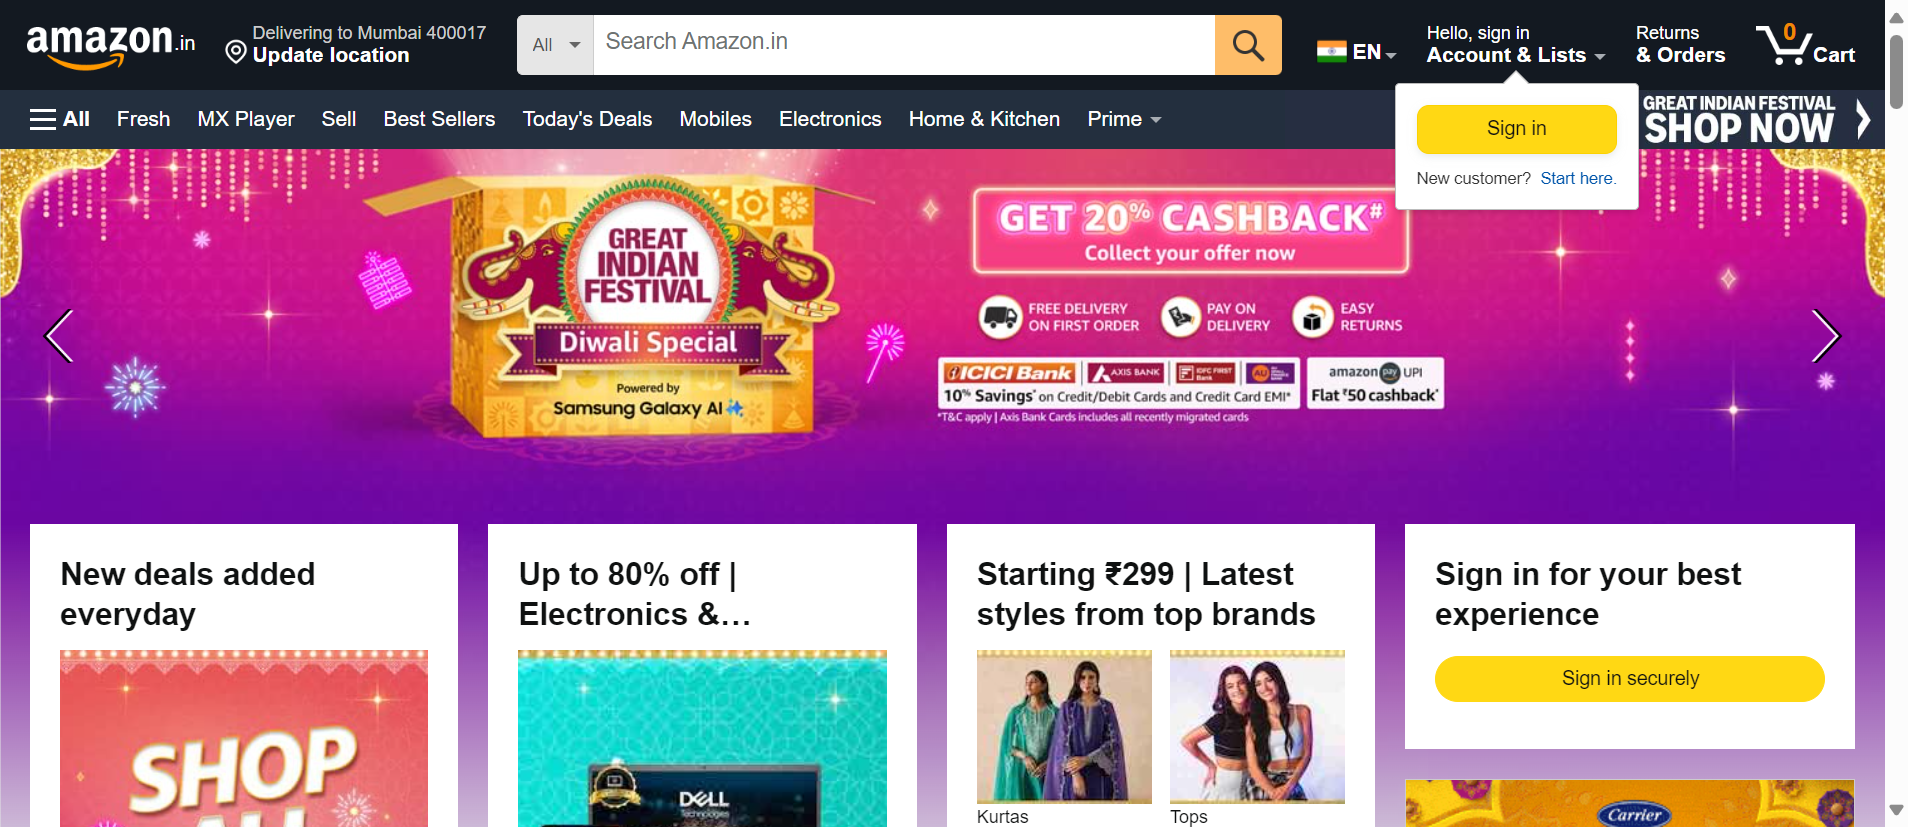 amazon.in
Delivering to Mumbai 400017
Update location
All
Search Amazon.in
EN
Hello, sign in
Account & Lists
Returns
& Orders
0
Cart
All
Fresh
MX Player
Sell
Best Sellers
Today's Deals
Mobiles
Electronics
Home & Kitchen
Prime
Sign in
New customer? Start here.
GREAT INDIAN FESTIVAL
SHOP NOW
GREAT
INDIAN
FESTIVAL
Diwali Special
Powered by
Samsung Galaxy AI
GET 20% CASHBACK#
Collect your offer now
FREE DELIVERY
ON FIRST ORDER
PAY ON
DELIVERY
EASY
RETURNS
ICICI Bank
AXIS BANK
IDFC FIRST
Bank
AU
10% Savings* on Credit/Debit Cards and Credit Card EMI*
amazon pay UPI
Flat ₹50 cashback*
*T&C apply | Axis Bank Cards includes all recently migrated cards
New deals added
everyday
SHOP
ALL
Up to 80% off |
Electronics &…
DELL
Technologies
Starting ₹299 | Latest
styles from top brands
Kurtas
Tops
Sign in for your best
experience
Sign in securely
Carrier